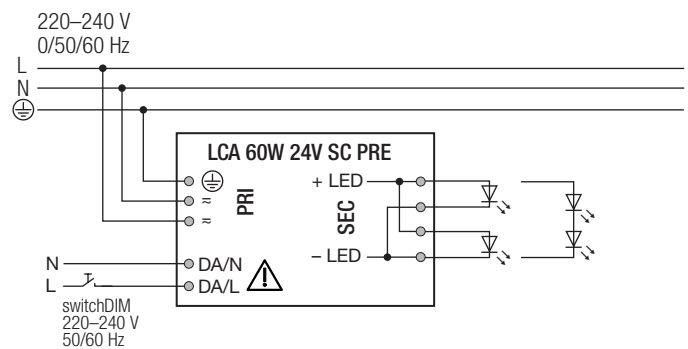 220–240 V
0/50/60 Hz
L
N
LCA 60W 24V SC PRE
+ LED
≂
PRI
SEC
≂
– LED
N
DA/N
L
DA/L
switchDIM
220–240 V
50/60 Hz